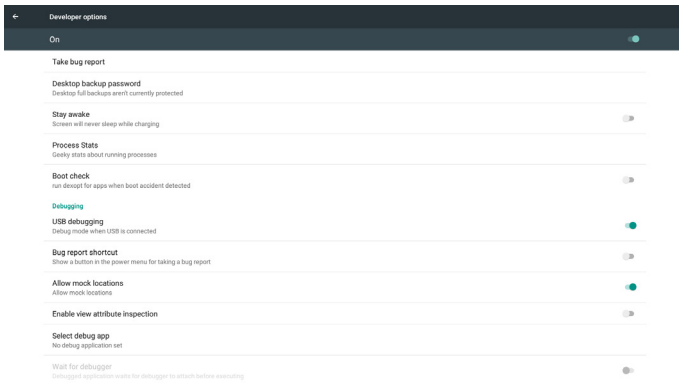 Developer options
On
Take bug report
Desktop backup password
Desktop full backups aren't currently protected
Stay awake
Screen will never sleep while charging
Process Stats
Geeky stats about running processes
Boot check
run dexopt for apps when boot accident detected
Debugging
USB debugging
Debug mode when USB is connected
Bug report shortcut
Show a button in the power menu for taking a bug report
Allow mock locations
Allow mock locations
Enable view attribute inspection
Select debug app
No debug application set
Wait for debugger
Debugged application waits for debugger to attach before executing